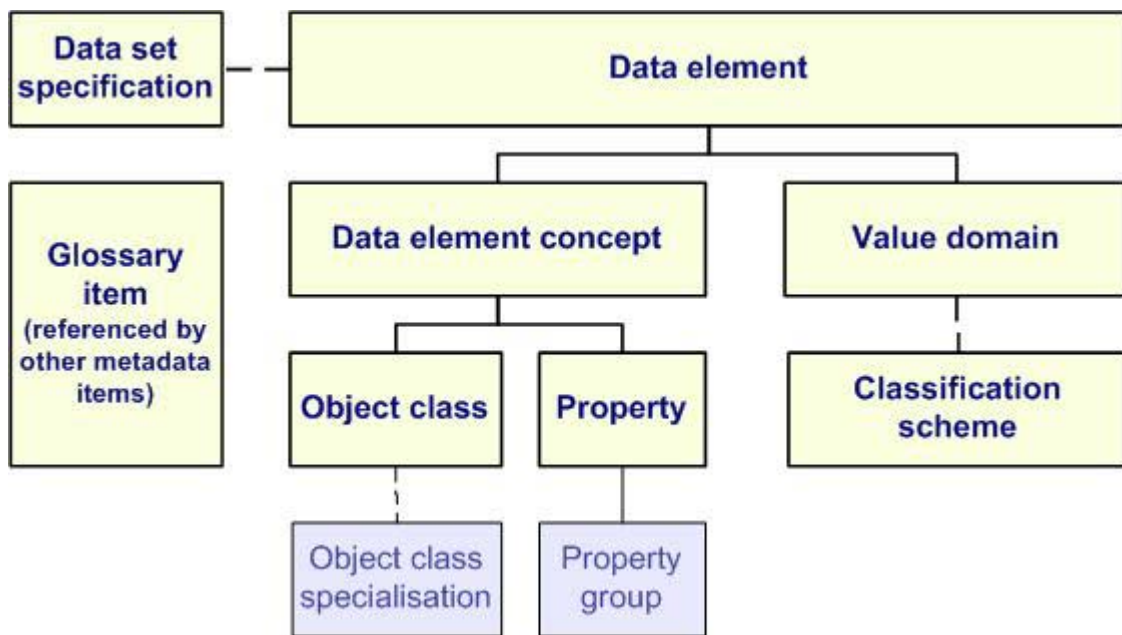 Data set
specification
Data element
Glossary
item
(referenced by
other metadata
items)
Data element concept
Value domain
Object class
Property
Classification
scheme
Object class
specialisation
Property
group